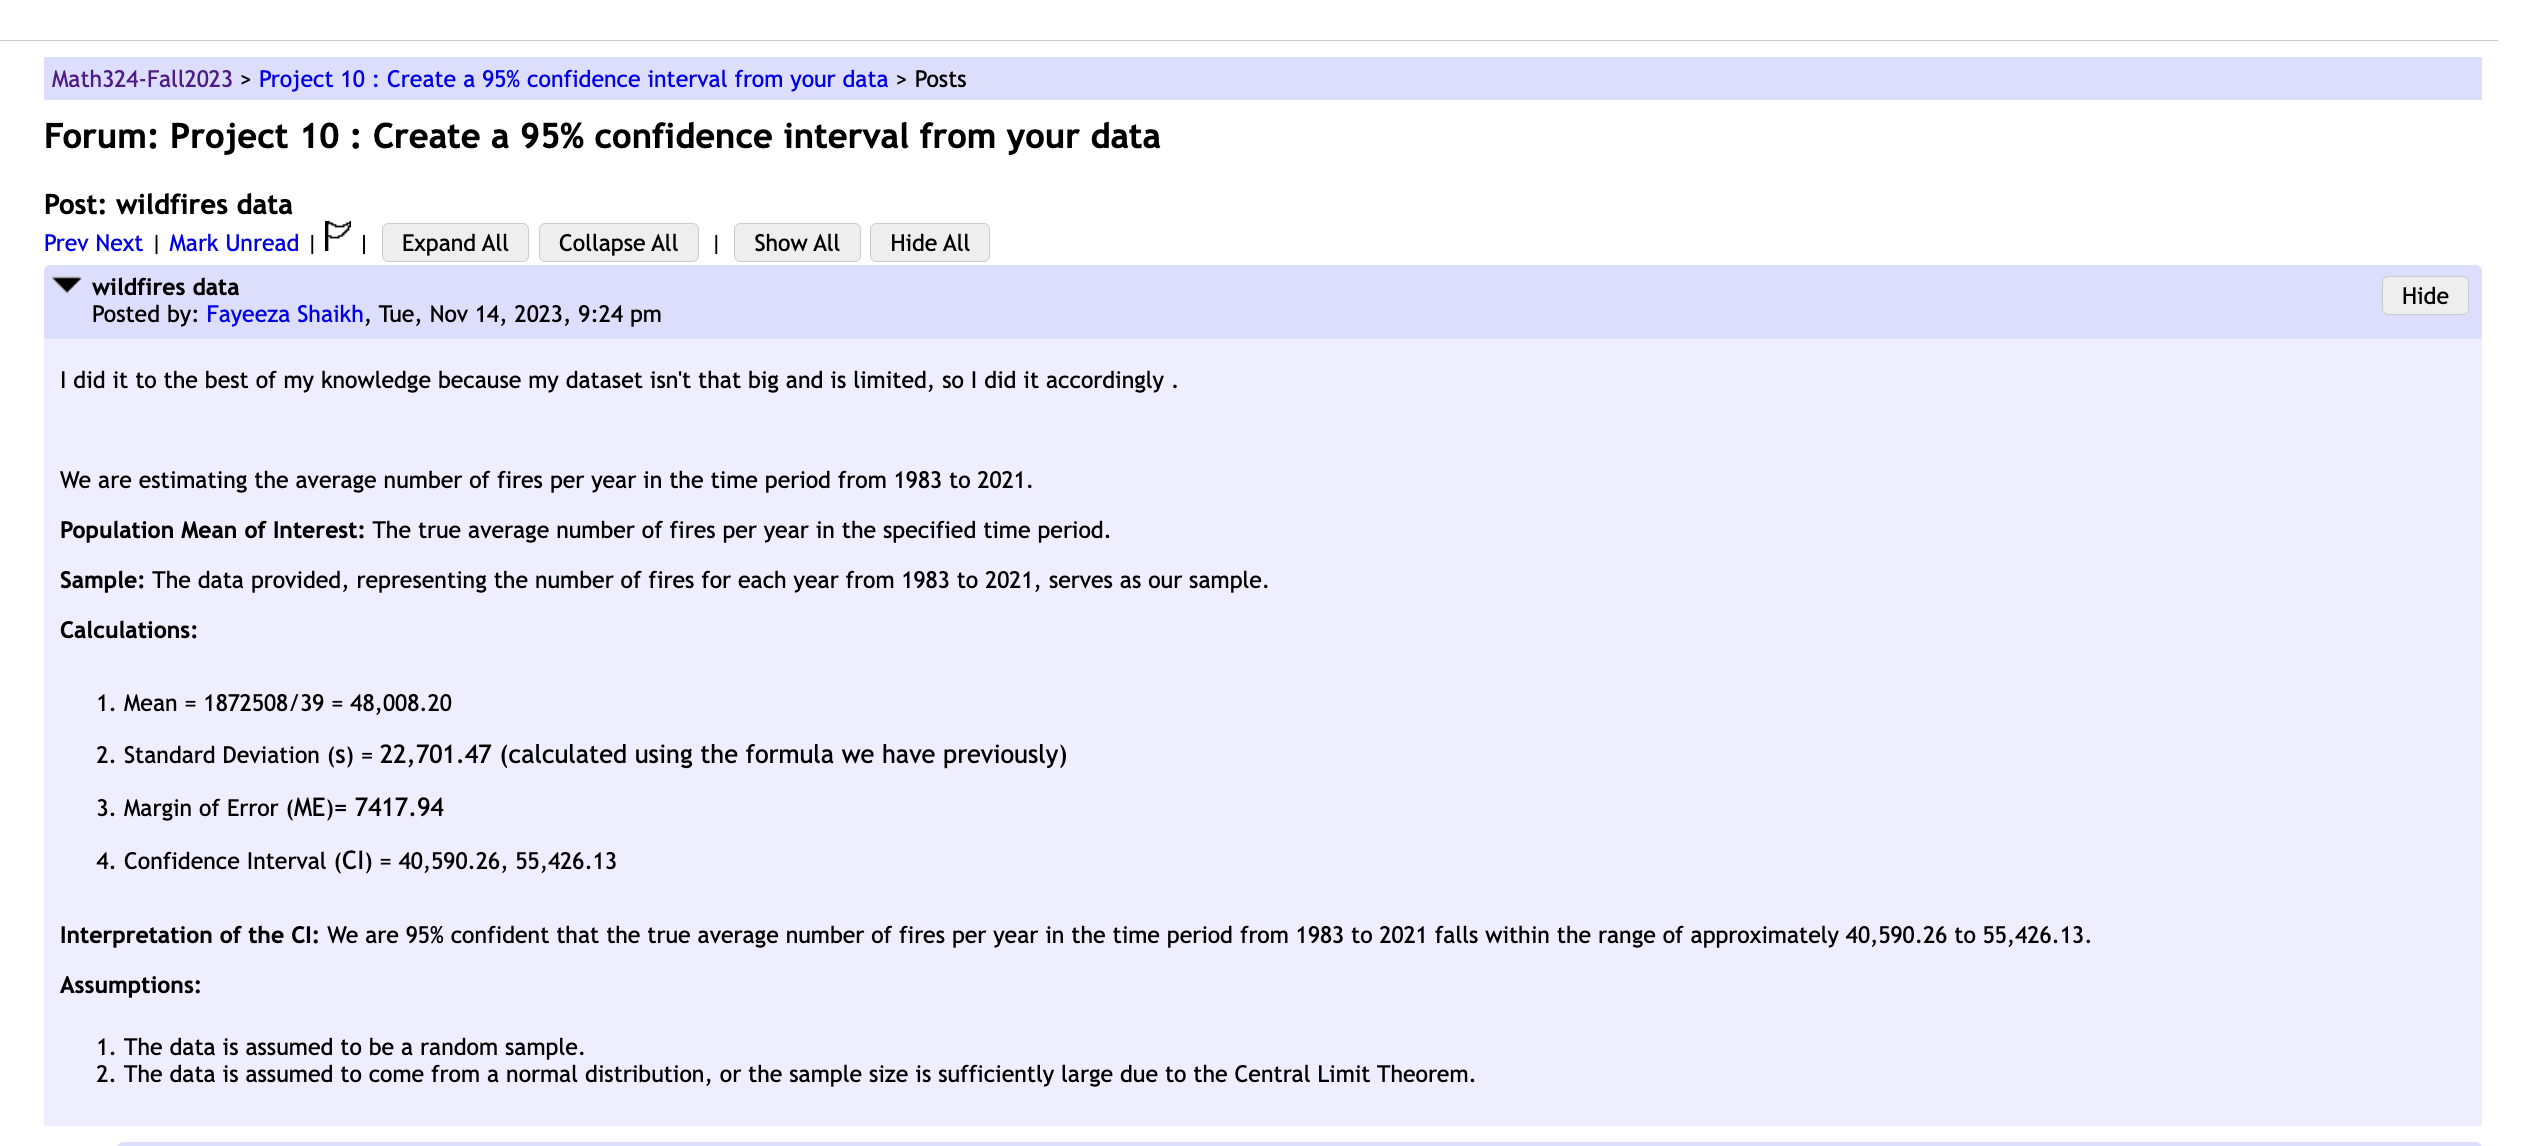 Math324-Fall2023 > Project 10 : Create a 95% confidence interval from your data > Posts
Forum: Project 10 : Create a 95% confidence interval from your data
Post: wildfires data
Prev Next | Mark Unread | | Expand All Collapse All | Show All Hide All
wildfires data
Posted by: Fayeeza Shaikh, Tue, Nov 14, 2023, 9:24 pm
Hide
I did it to the best of my knowledge because my dataset isn't that big and is limited, so I did it accordingly .
We are estimating the average number of fires per year in the time period from 1983 to 2021.
Population Mean of Interest: The true average number of fires per year in the specified time period.
Sample: The data provided, representing the number of fires for each year from 1983 to 2021, serves as our sample.
Calculations:
1. Mean = 1872508/39 = 48,008.20
2. Standard Deviation (s) = 22,701.47 (calculated using the formula we have previously)
3. Margin of Error (ME)= 7417.94
4. Confidence Interval (CI) = 40,590.26, 55,426.13
Interpretation of the CI: We are 95% confident that the true average number of fires per year in the time period from 1983 to 2021 falls within the range of approximately 40,590.26 to 55,426.13.
Assumptions:
1. The data is assumed to be a random sample.
2. The data is assumed to come from a normal distribution, or the sample size is sufficiently large due to the Central Limit Theorem.